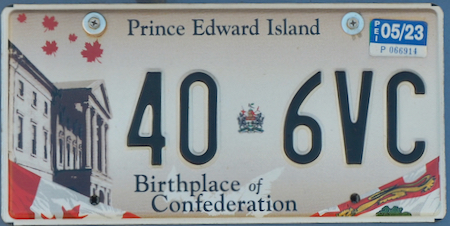 Prince Edward Island
PEI 05/23
P 066914
40 6VC
Birthplace of
Confederation